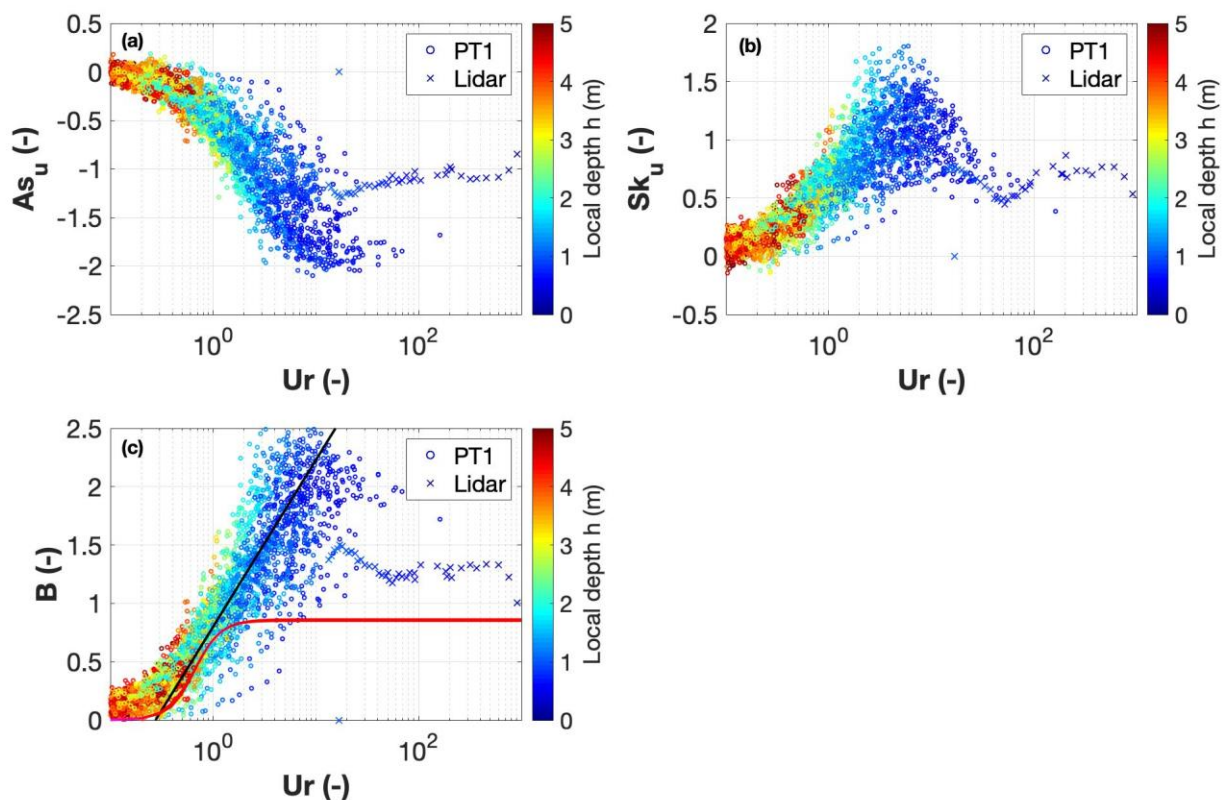 (a)
PT1
Lidar
0.5
0
-0.5
-1
-1.5
-2
-2.5
As_u (-)
10^0
10^2
Ur (-)
5
4
3
2
1
0
Local depth h (m)
(b)
PT1
Lidar
2
1.5
1
0.5
0
-0.5
Sk_u (-)
10^0
10^2
Ur (-)
5
4
3
2
1
0
Local depth h (m)
(c)
PT1
Lidar
2.5
2
1.5
1
0.5
0
B (-)
10^0
10^2
Ur (-)
5
4
3
2
1
0
Local depth h (m)